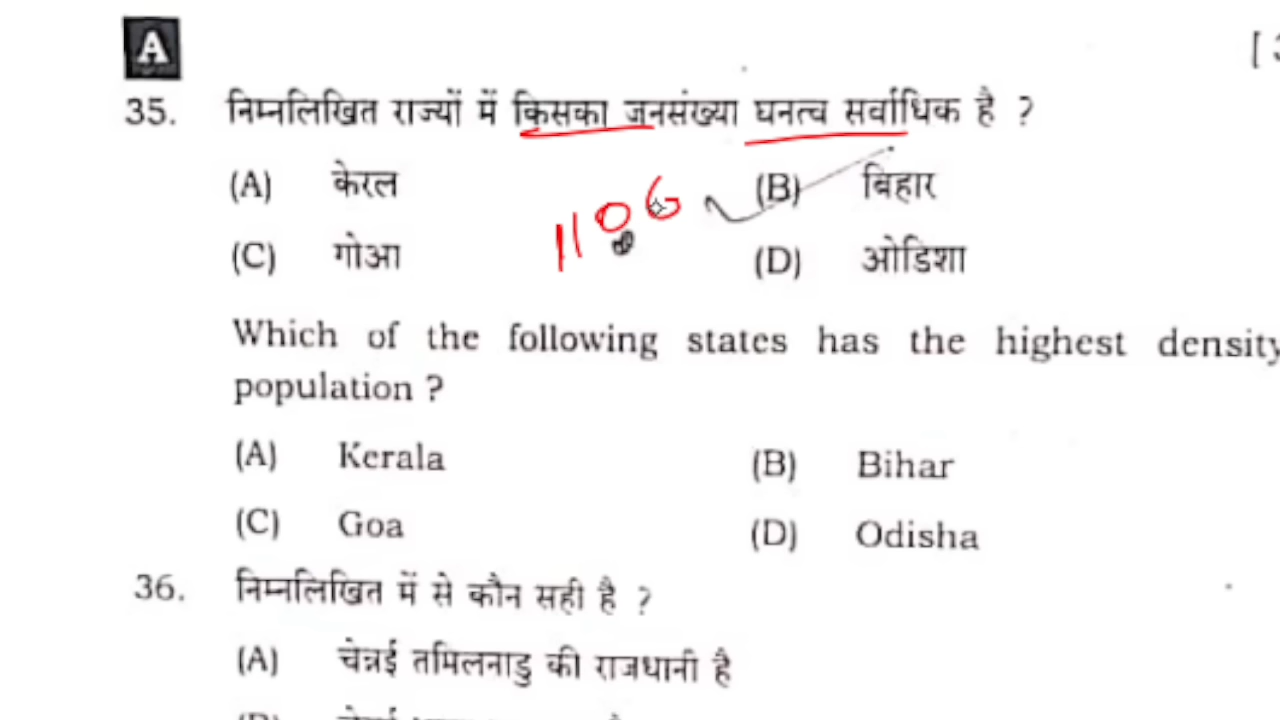 A
35. निम्नलिखित राज्यों में किसका जनसंख्या घनत्व सर्वाधिक है ?
(A) केरल (B) बिहार
1106
(C) गोआ (D) ओडिशा
Which of the following states has the highest density
population ?
(A) Kerala (B) Bihar
(C) Goa (D) Odisha
36. निम्नलिखित में से कौन सही है ?
(A) चेन्नई तमिलनाडु की राजधानी है